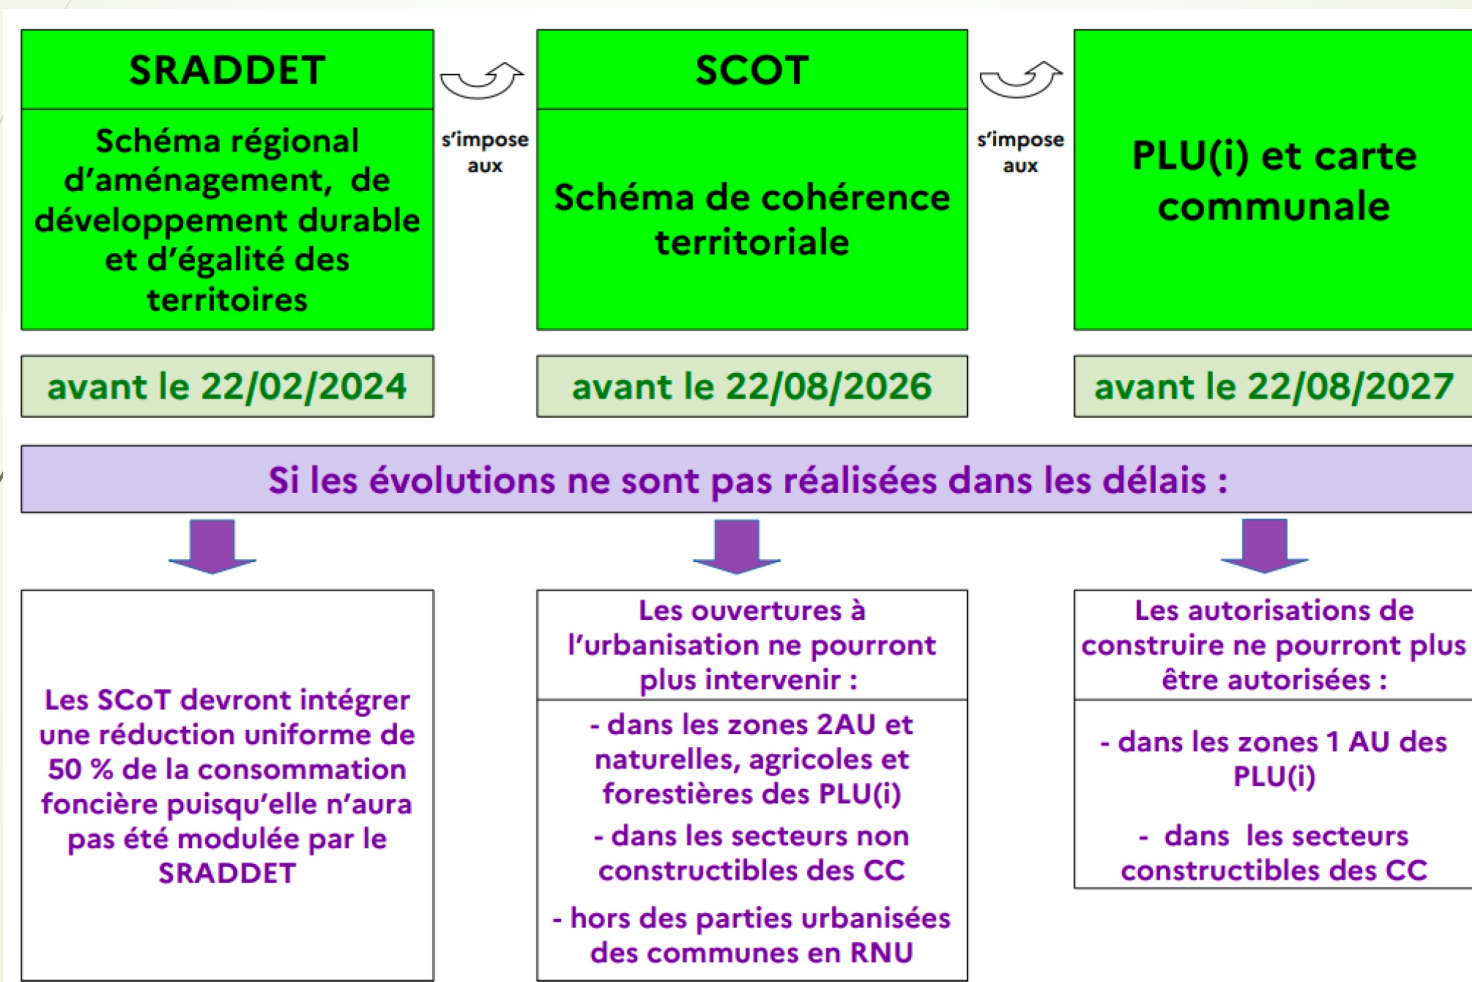 SRADDET
Schéma régional
d'aménagement, de
développement durable
et d'égalité des
territoires
s'impose
aux
SCOT
Schéma de cohérence
territoriale
s'impose
aux
PLU(i) et carte
communale
avant le 22/02/2024
avant le 22/08/2026
avant le 22/08/2027
Si les évolutions ne sont pas réalisées dans les délais :
Les SCoT devront intégrer
une réduction uniforme de
50 % de la consommation
foncière puisqu'elle n'aura
pas été modulée par le
SRADDET
Les ouvertures à
l'urbanisation ne pourront
plus intervenir :
- dans les zones 2AU et
naturelles, agricoles et
forestières des PLU(i)
- dans les secteurs non
constructibles des CC
- hors des parties urbanisées
des communes en RNU
Les autorisations de
construire ne pourront plus
être autorisées :
- dans les zones 1 AU des
PLU(i)
- dans les secteurs
constructibles des CC